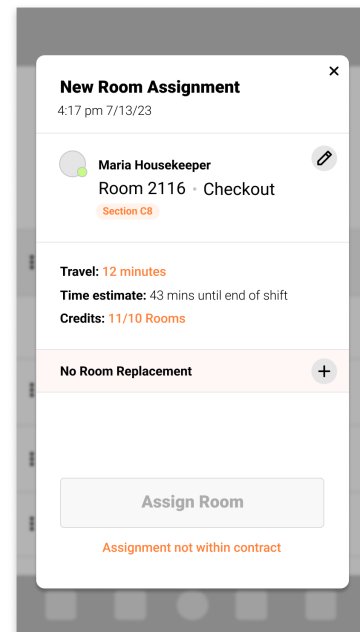 New Room Assignment
4:17 pm 7/13/23
Maria Housekeeper
Room 2116 • Checkout
Section C8
Travel: 12 minutes
Time estimate: 43 mins until end of shift
Credits: 11/10 Rooms
No Room Replacement
Assign Room
Assignment not within contract